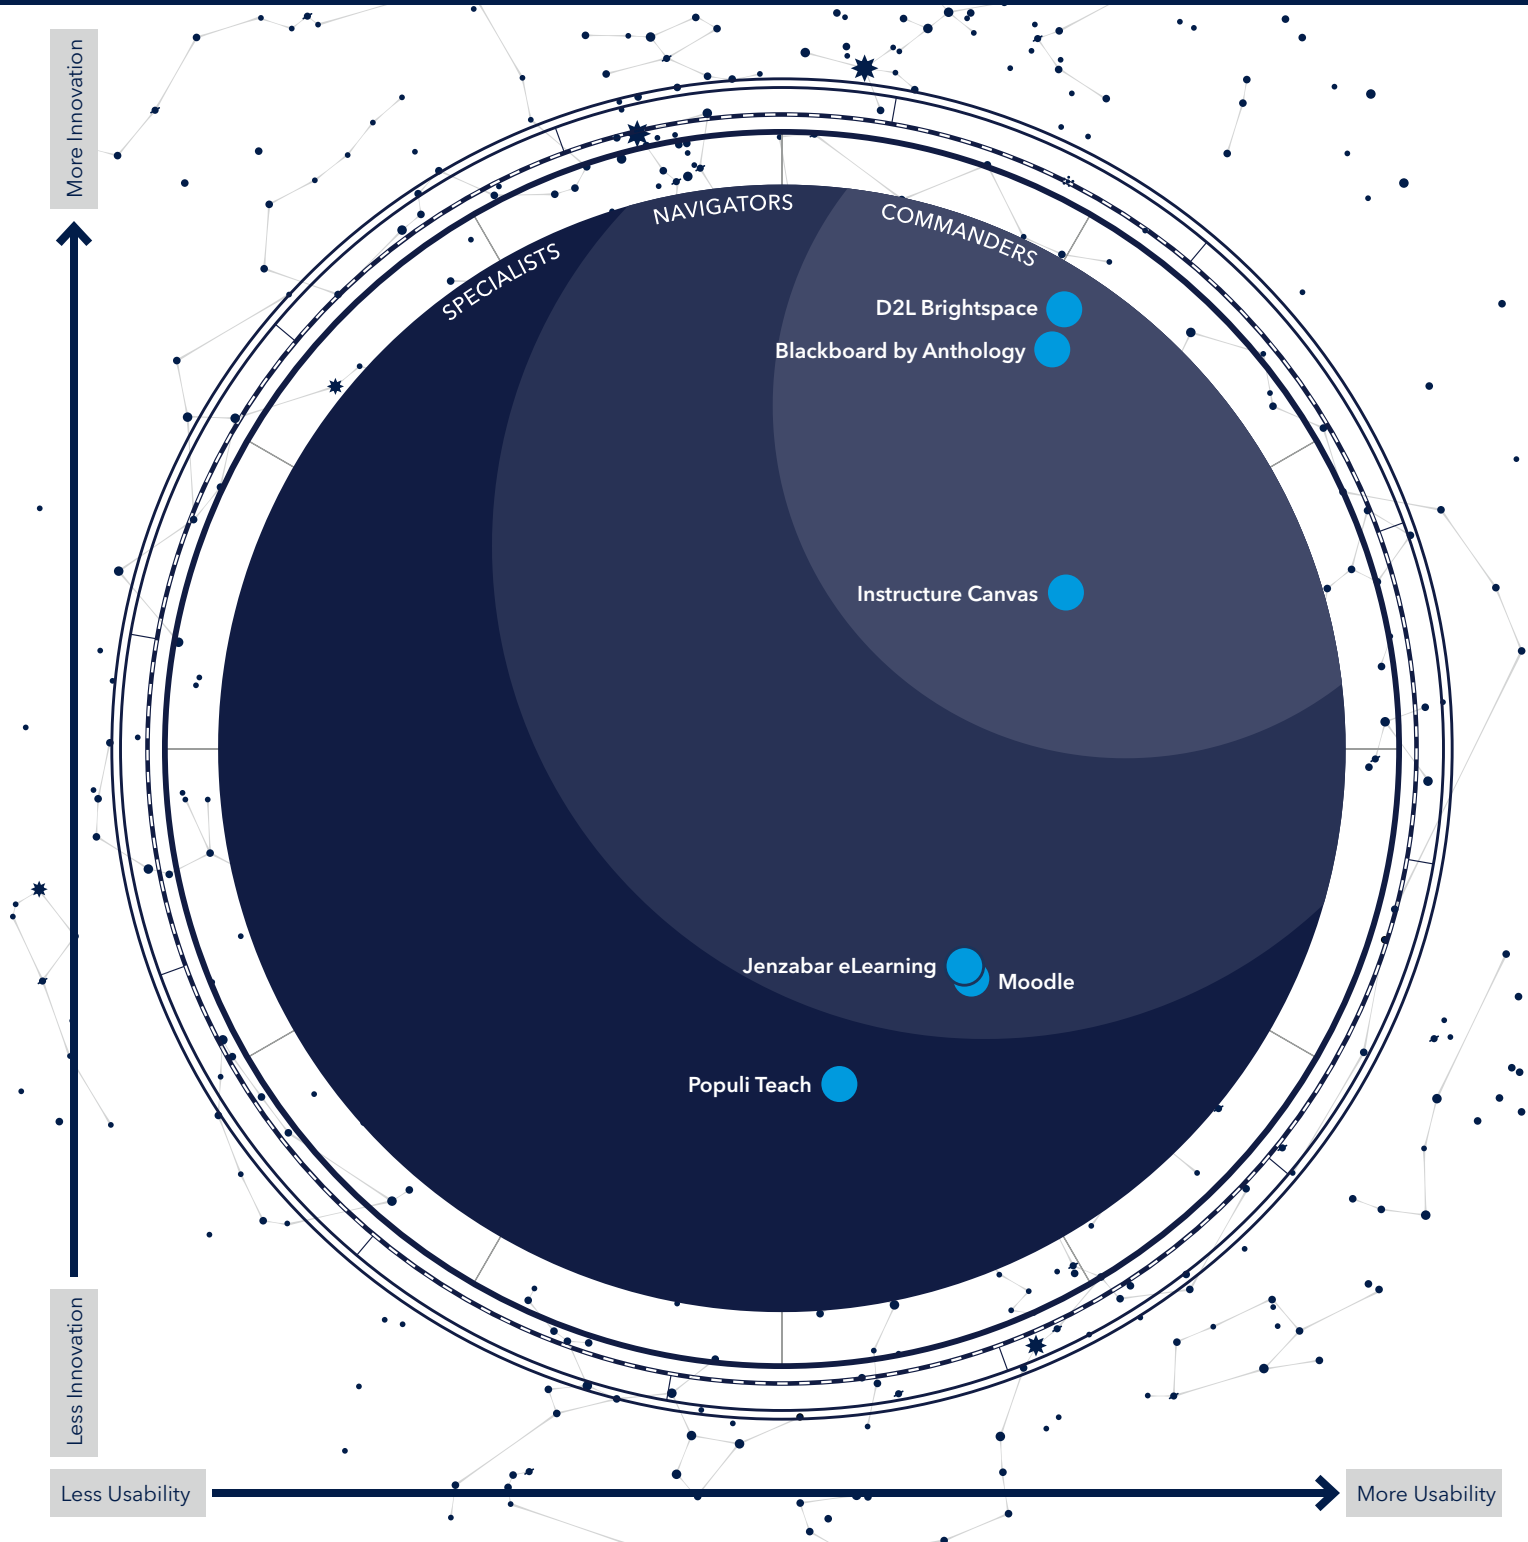 More Innovation
NAVIGATORS
COMMANDERS
SPECIALISTS
D2L Brightspace
Blackboard by Anthology
Instructure Canvas
Jenzabar eLearning
Moodle
Populi Teach
Less Innovation
Less Usability
More Usability